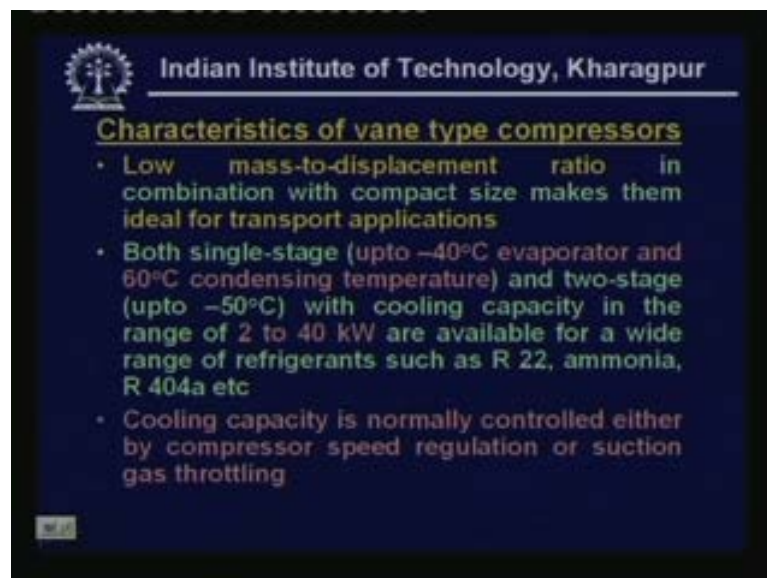 Indian Institute of Technology, Kharagpur
Characteristics of vane type compressors
• Low mass-to-displacement ratio in
combination with compact size makes them
ideal for transport applications
• Both single-stage (upto –40°C evaporator and
60°C condensing temperature) and two-stage
(upto –50°C) with cooling capacity in the
range of 2 to 40 kW are available for a wide
range of refrigerants such as R 22, ammonia,
R 404a etc
• Cooling capacity is normally controlled either
by compressor speed regulation or suction
gas throttling